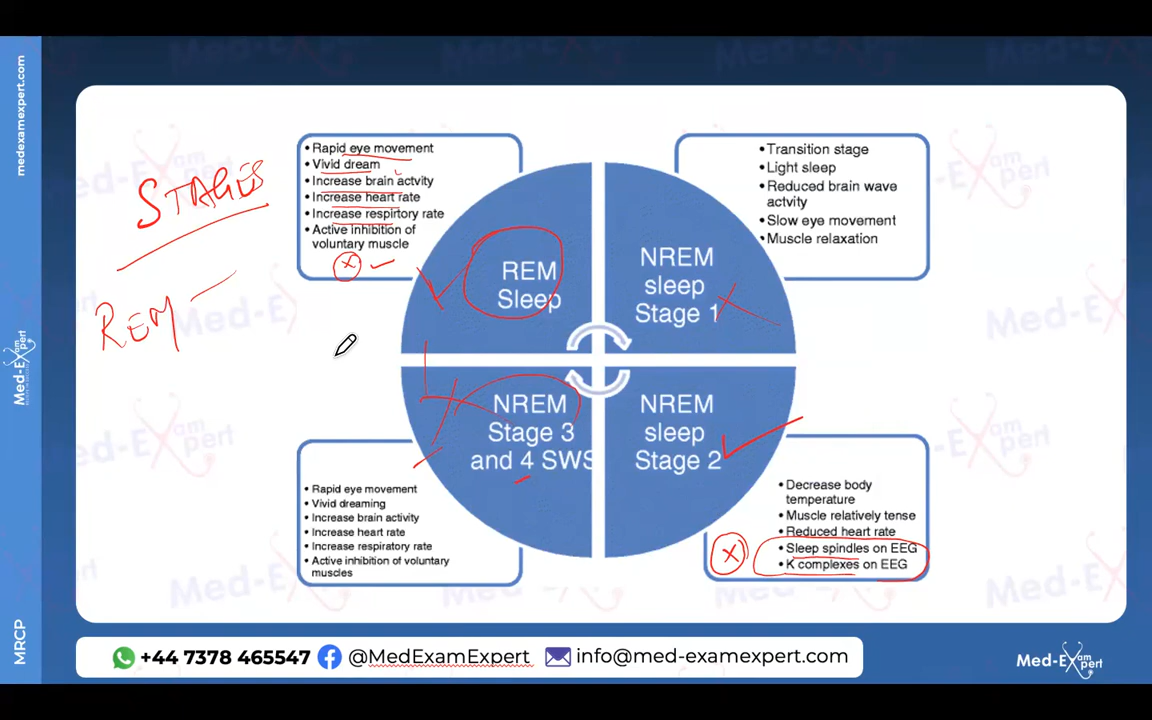 medexamexpert.com
Med-Expert
MRCP
STAGES
REM
• Rapid eye movement
• Vivid dream
• Increase brain actvity
• Increase heart rate
• Increase respirtory rate
• Active inhibition of
voluntary muscle
• Transition stage
• Light sleep
• Reduced brain wave
actvity
• Slow eye movement
• Muscle relaxation
REM
Sleep
NREM
sleep
Stage 1
NREM
Stage 3
and 4 SWS
NREM
sleep
Stage 2
• Rapid eye movement
• Vivid dreaming
• Increase brain activity
• Increase heart rate
• Increase respiratory rate
• Active inhibition of voluntary
muscles
• Decrease body
temperature
• Muscle relatively tense
• Reduced heart rate
• Sleep spindles on EEG
• K complexes on EEG
+44 7378 465547 @MedExamExpert info@med-examexpert.com
Med-Exam Expert